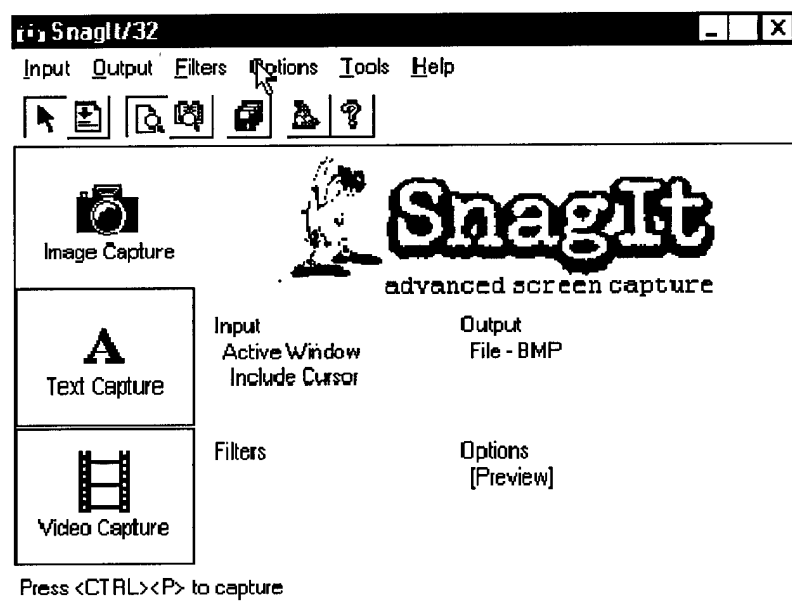 SnagIt/32
Input Output Filters Options Tools Help
Image Capture
SnagIt
advanced screen capture
Text Capture
Input
Active Window
Include Cursor
Output
File - BMP
Video Capture
Filters
Options
[Preview]
Press <CTRL><P> to capture